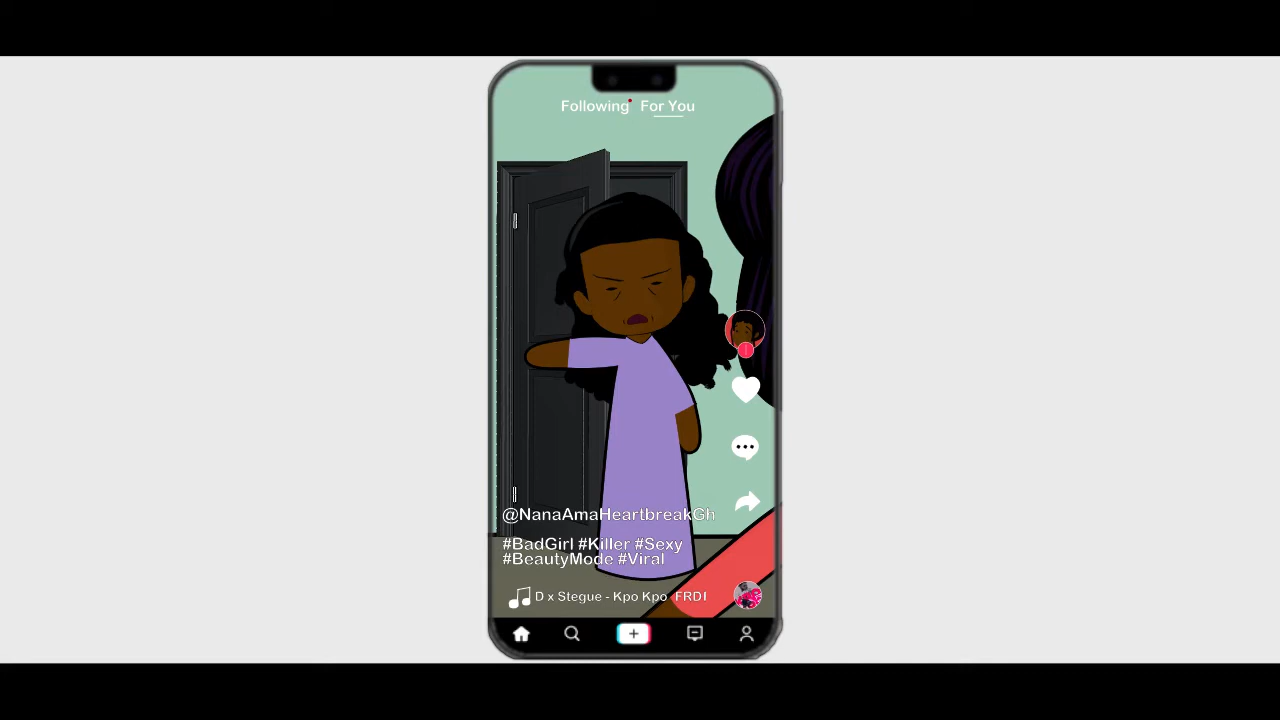 Following For You
@NanaAmaHeartbreakGh
#BadGirl #Killer #Sexy
#BeautyMode #Viral
D x Stegue - Kpo Kpo FRDI